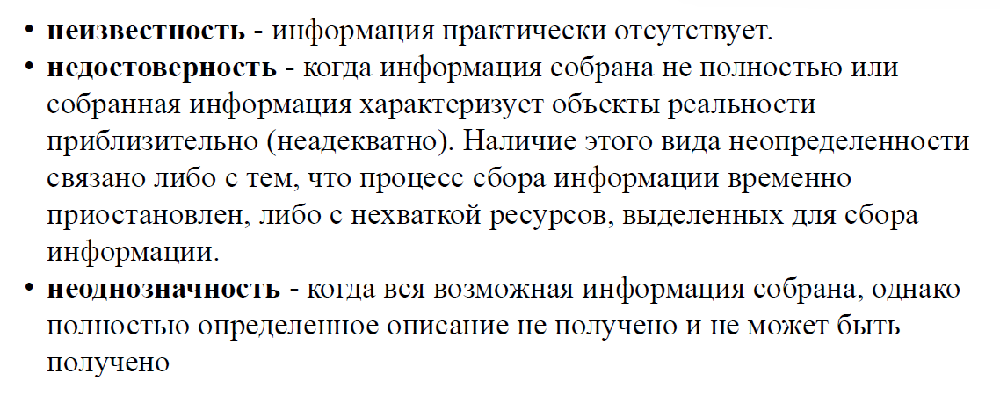 • неизвестность - информация практически отсутствует.
• недостоверность - когда информация собрана не полностью или
собранная информация характеризует объекты реальности
приблизительно (неадекватно). Наличие этого вида неопределенности
связано либо с тем, что процесс сбора информации временно
приостановлен, либо с нехваткой ресурсов, выделенных для сбора
информации.
• неоднозначность - когда вся возможная информация собрана, однако
полностью определенное описание не получено и не может быть
получено